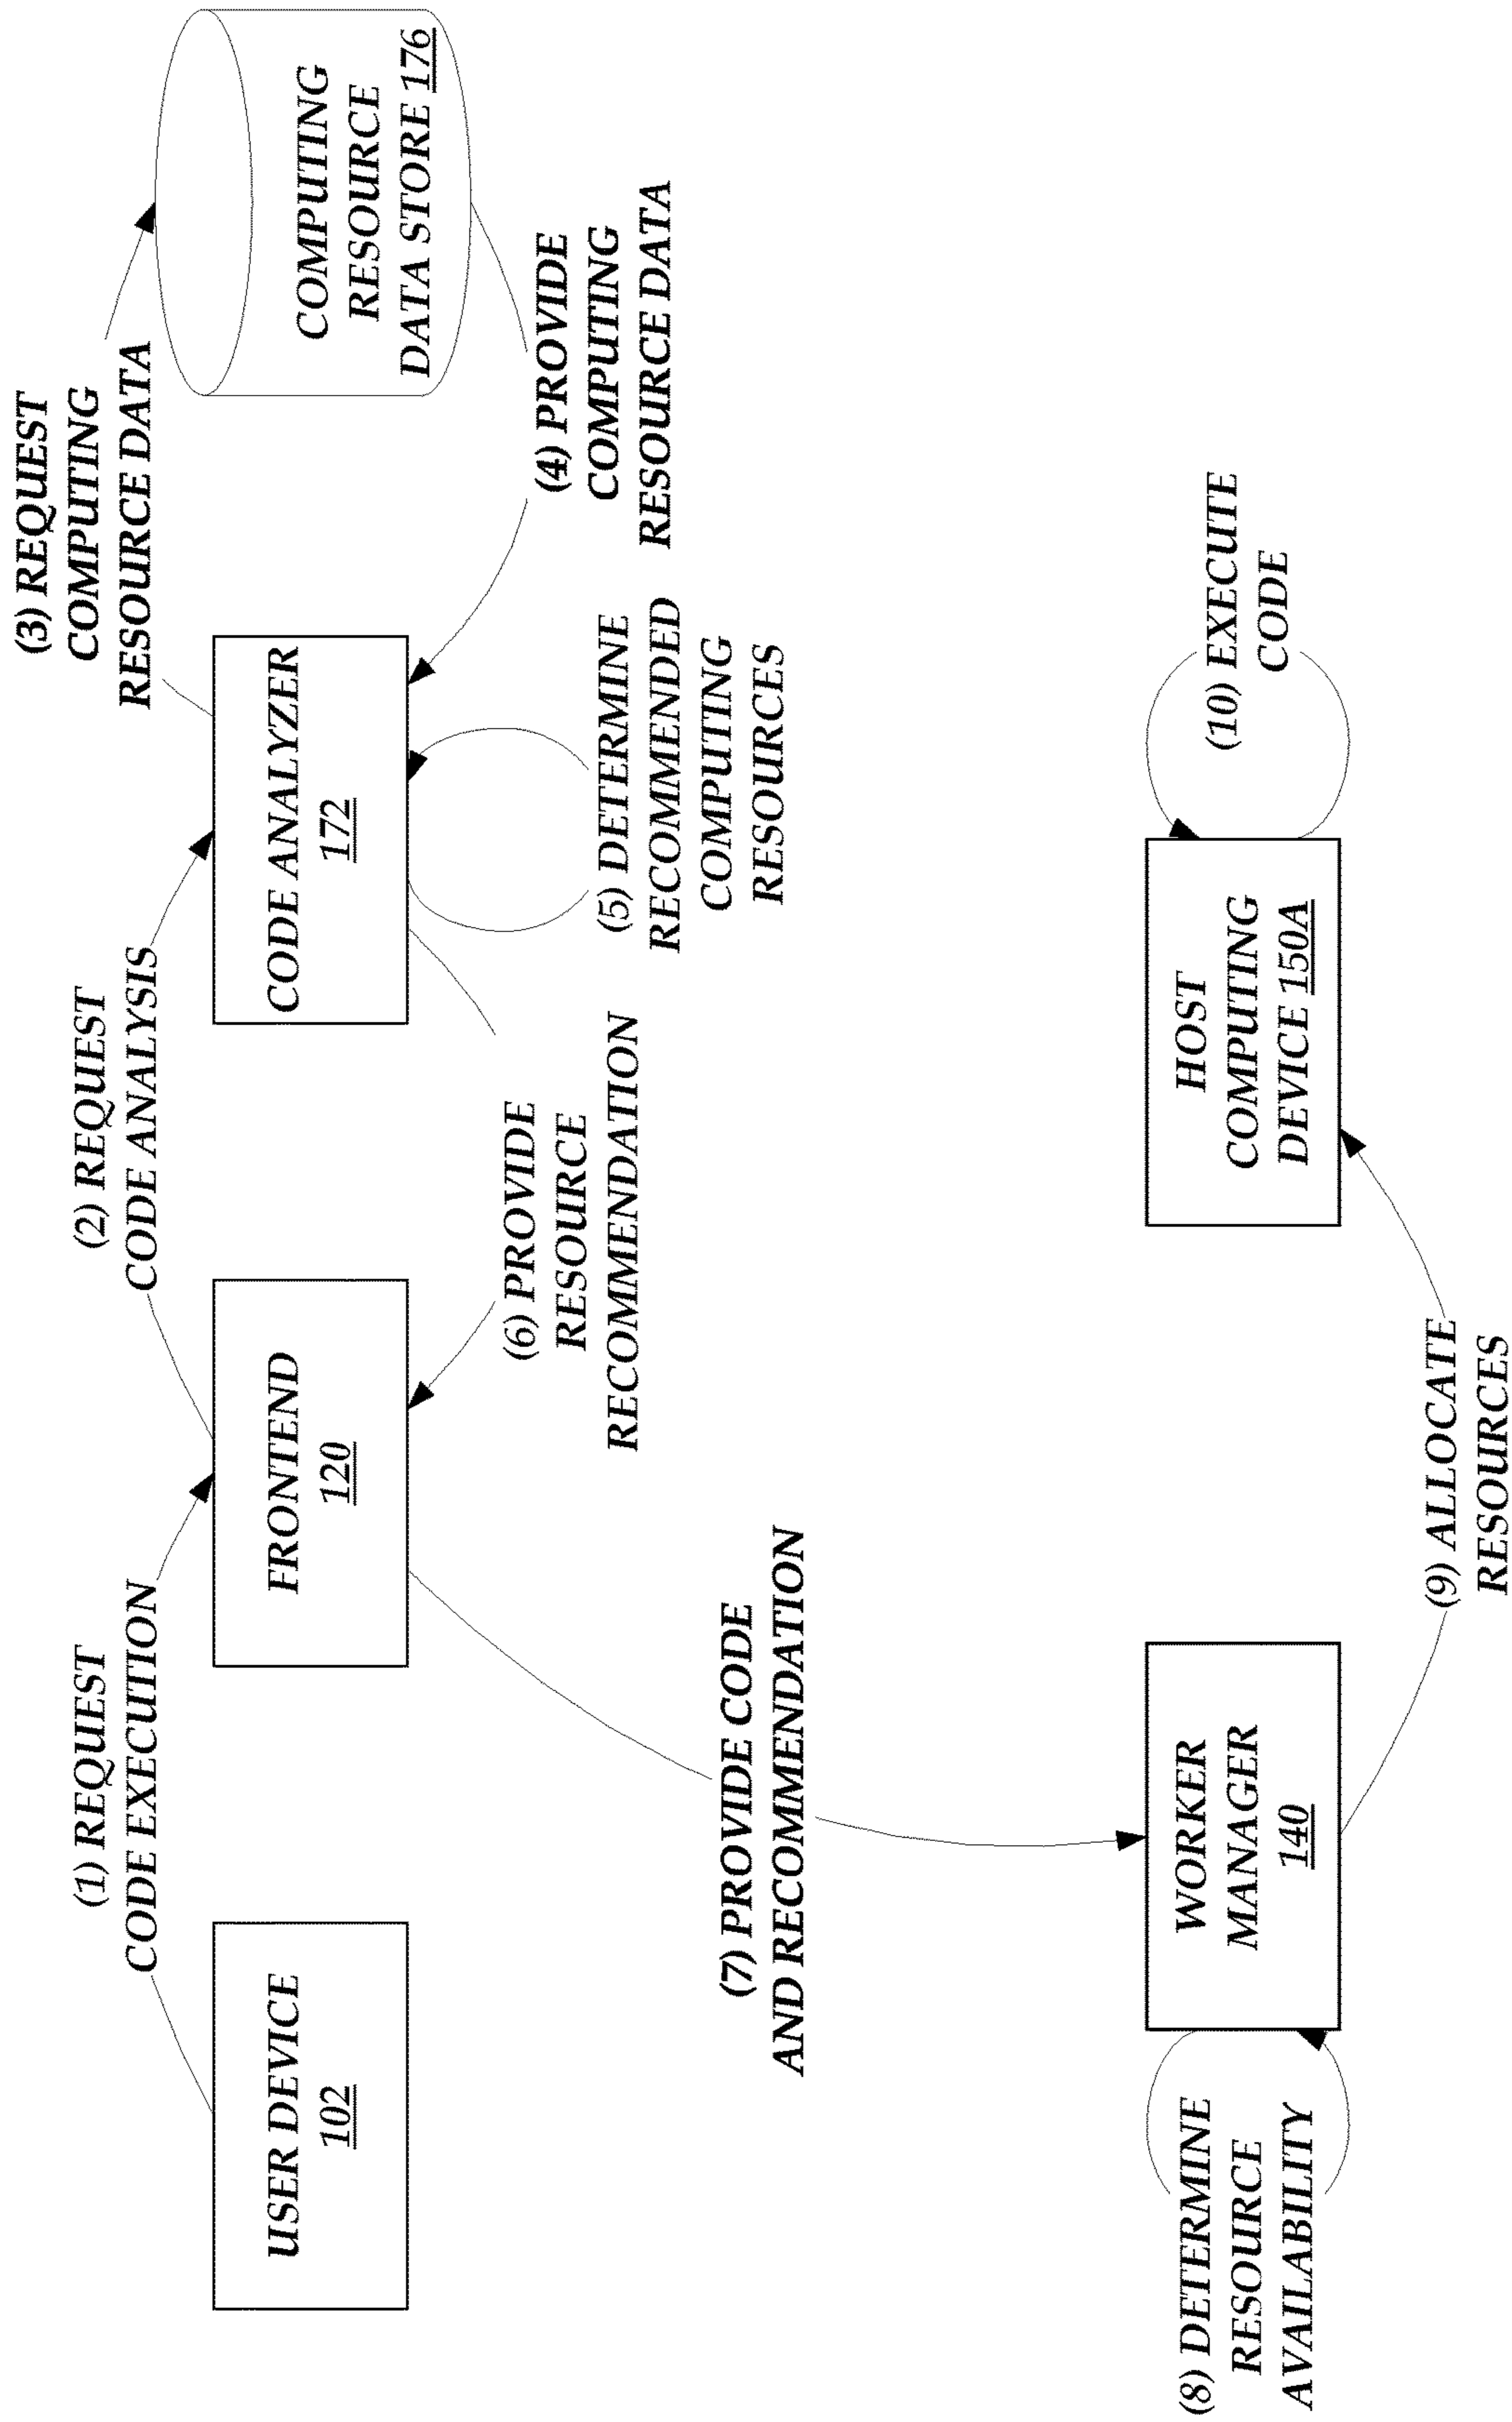 (1) REQUEST
CODE EXECUTION
(2) REQUEST
CODE ANALYSIS
(3) REQUEST
COMPUTING
RESOURCE DATA
USER DEVICE
102
FRONTEND
120
CODE ANALYZER
172
COMPUTING
RESOURCE
DATA STORE 176
(4) PROVIDE
COMPUTING
RESOURCE DATA
(5) DETERMINE
RECOMMENDED
COMPUTING
RESOURCES
(6) PROVIDE
RESOURCE
RECOMMENDATION
(7) PROVIDE CODE
AND RECOMMENDATION
(8) DETERMINE
RESOURCE
AVAILABILITY
WORKER
MANAGER
140
(9) ALLOCATE
RESOURCES
HOST
COMPUTING
DEVICE 150A
(10) EXECUTE
CODE